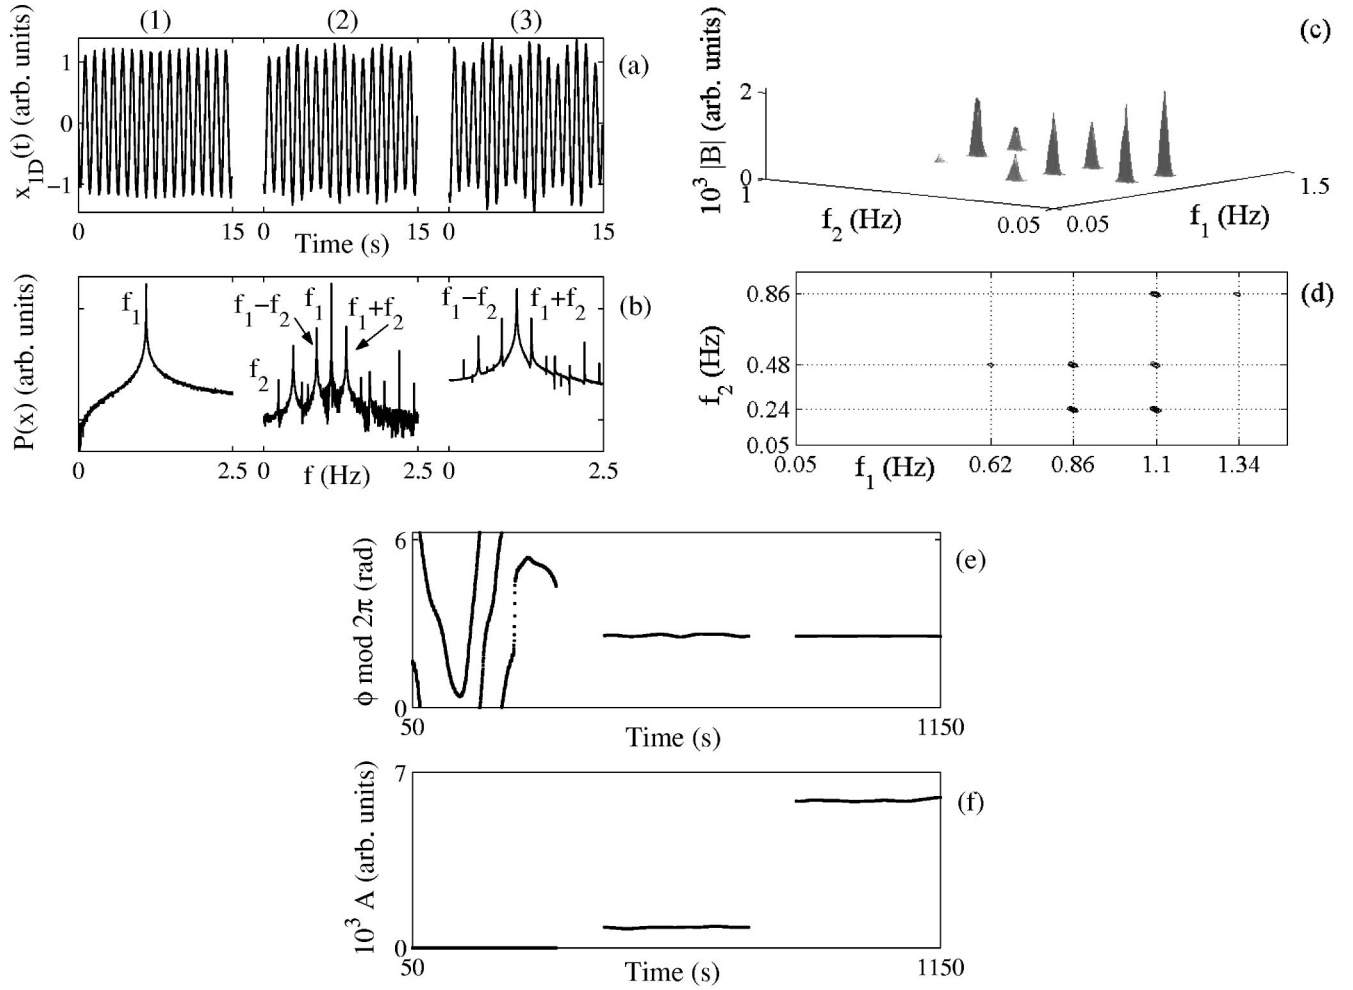 (1) (2) (3)
x1D(t) (arb. units)
1
0
−1
0 15 0 15 0 15
Time (s)
(a)
P(x) (arb. units)
f1
f1−f2 f1 f1+f2
f2
f1−f2 f1+f2
0 2.5 0 2.5 0 2.5
f (Hz)
(b)
10^3 |B| (arb. units)
2
0
1
f2 (Hz)
0.05 0.05
f1 (Hz)
1.5
(c)
f2 (Hz)
0.86
0.48
0.24
0.05
0.05 0.62 0.86 1.1 1.34
f1 (Hz)
(d)
ϕ mod 2π (rad)
6
0
50 1150
Time (s)
(e)
10^3 A (arb. units)
7
0
50 1150
Time (s)
(f)